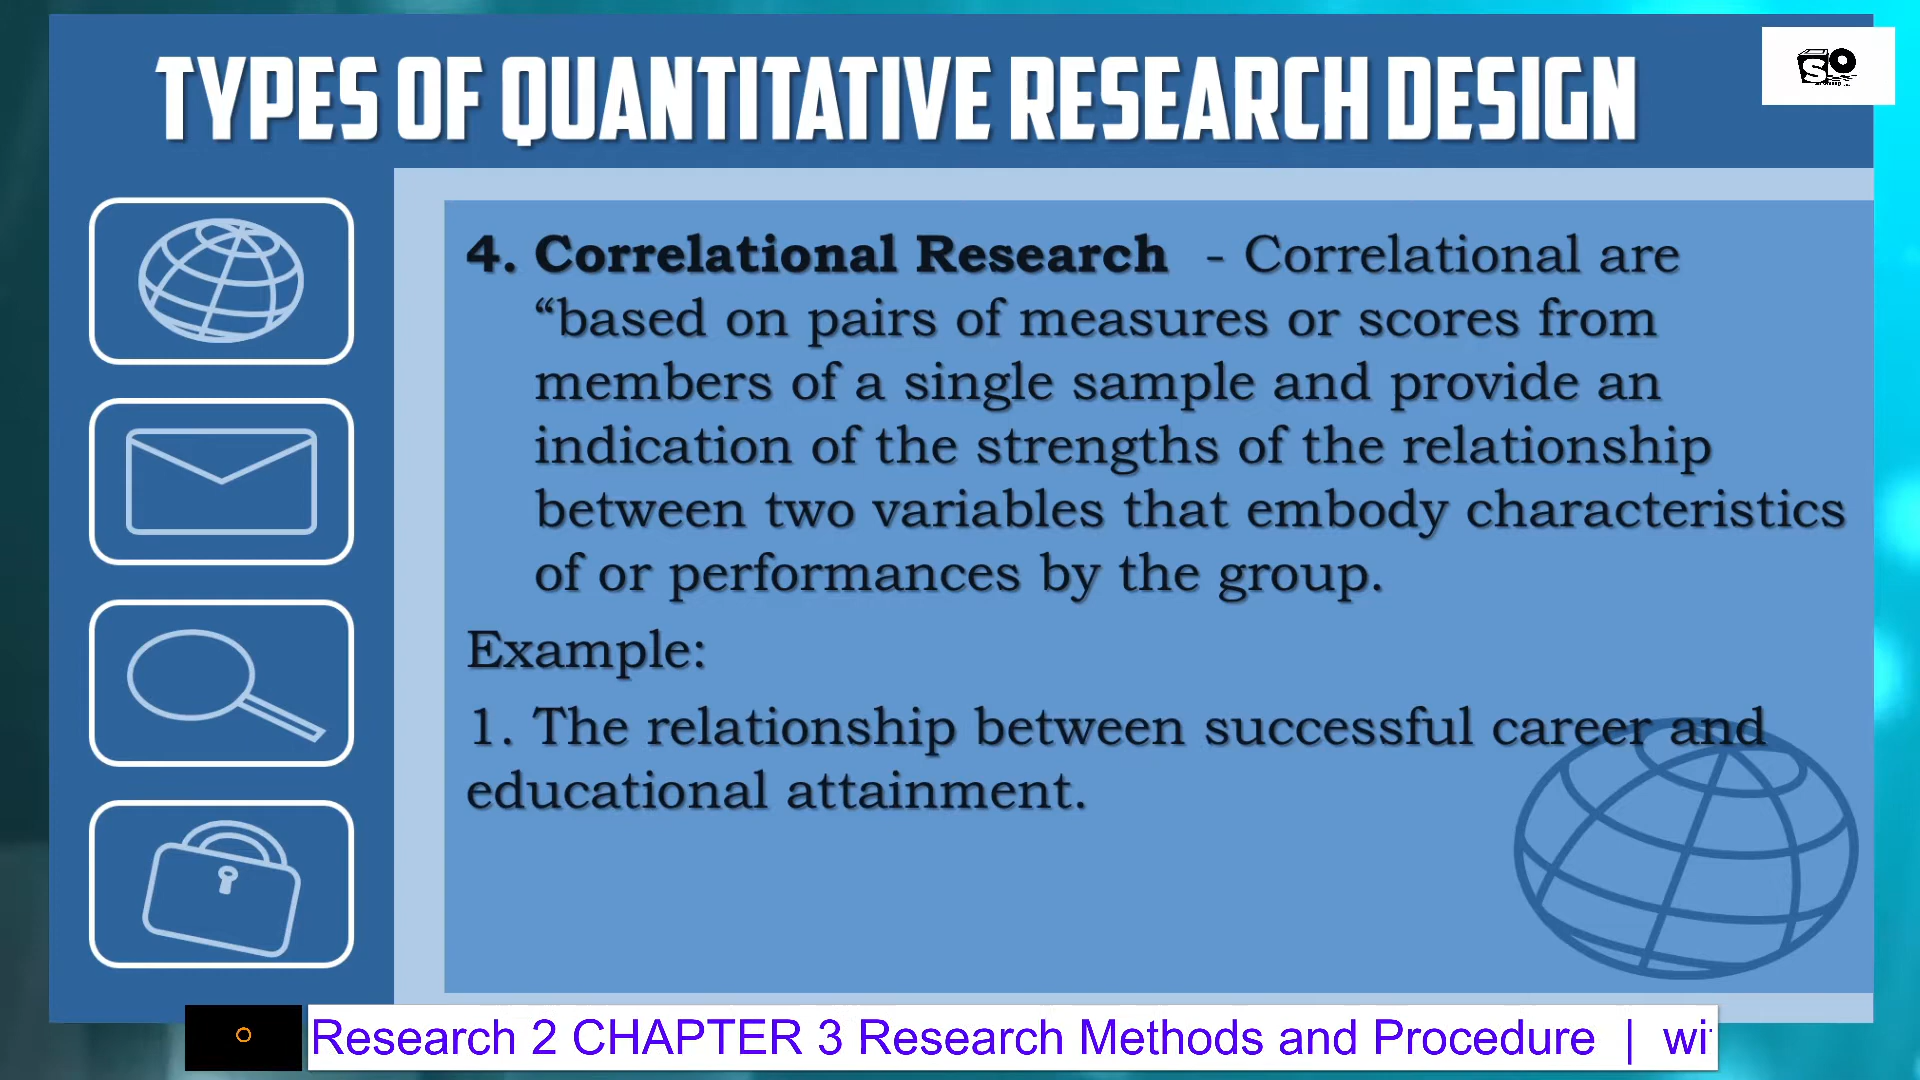 TYPES OF QUANTITATIVE RESEARCH DESIGN
SO
4. Correlational Research - Correlational are
“based on pairs of measures or scores from
members of a single sample and provide an
indication of the strengths of the relationship
between two variables that embody characteristics
of or performances by the group.
Example:
1. The relationship between successful career and
educational attainment.
Research 2 CHAPTER 3 Research Methods and Procedure | wi